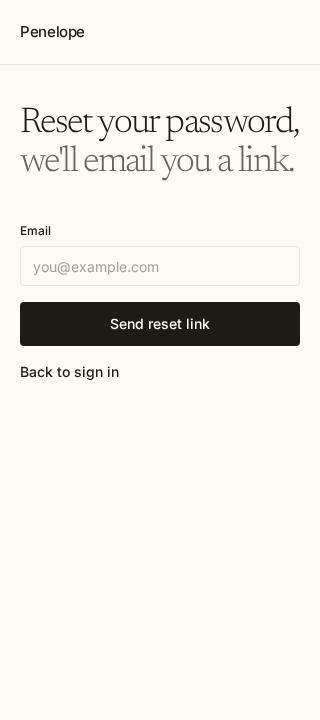 Penelope
Reset your password,
we'll email you a link.
Email
you@example.com
Send reset link
Back to sign in